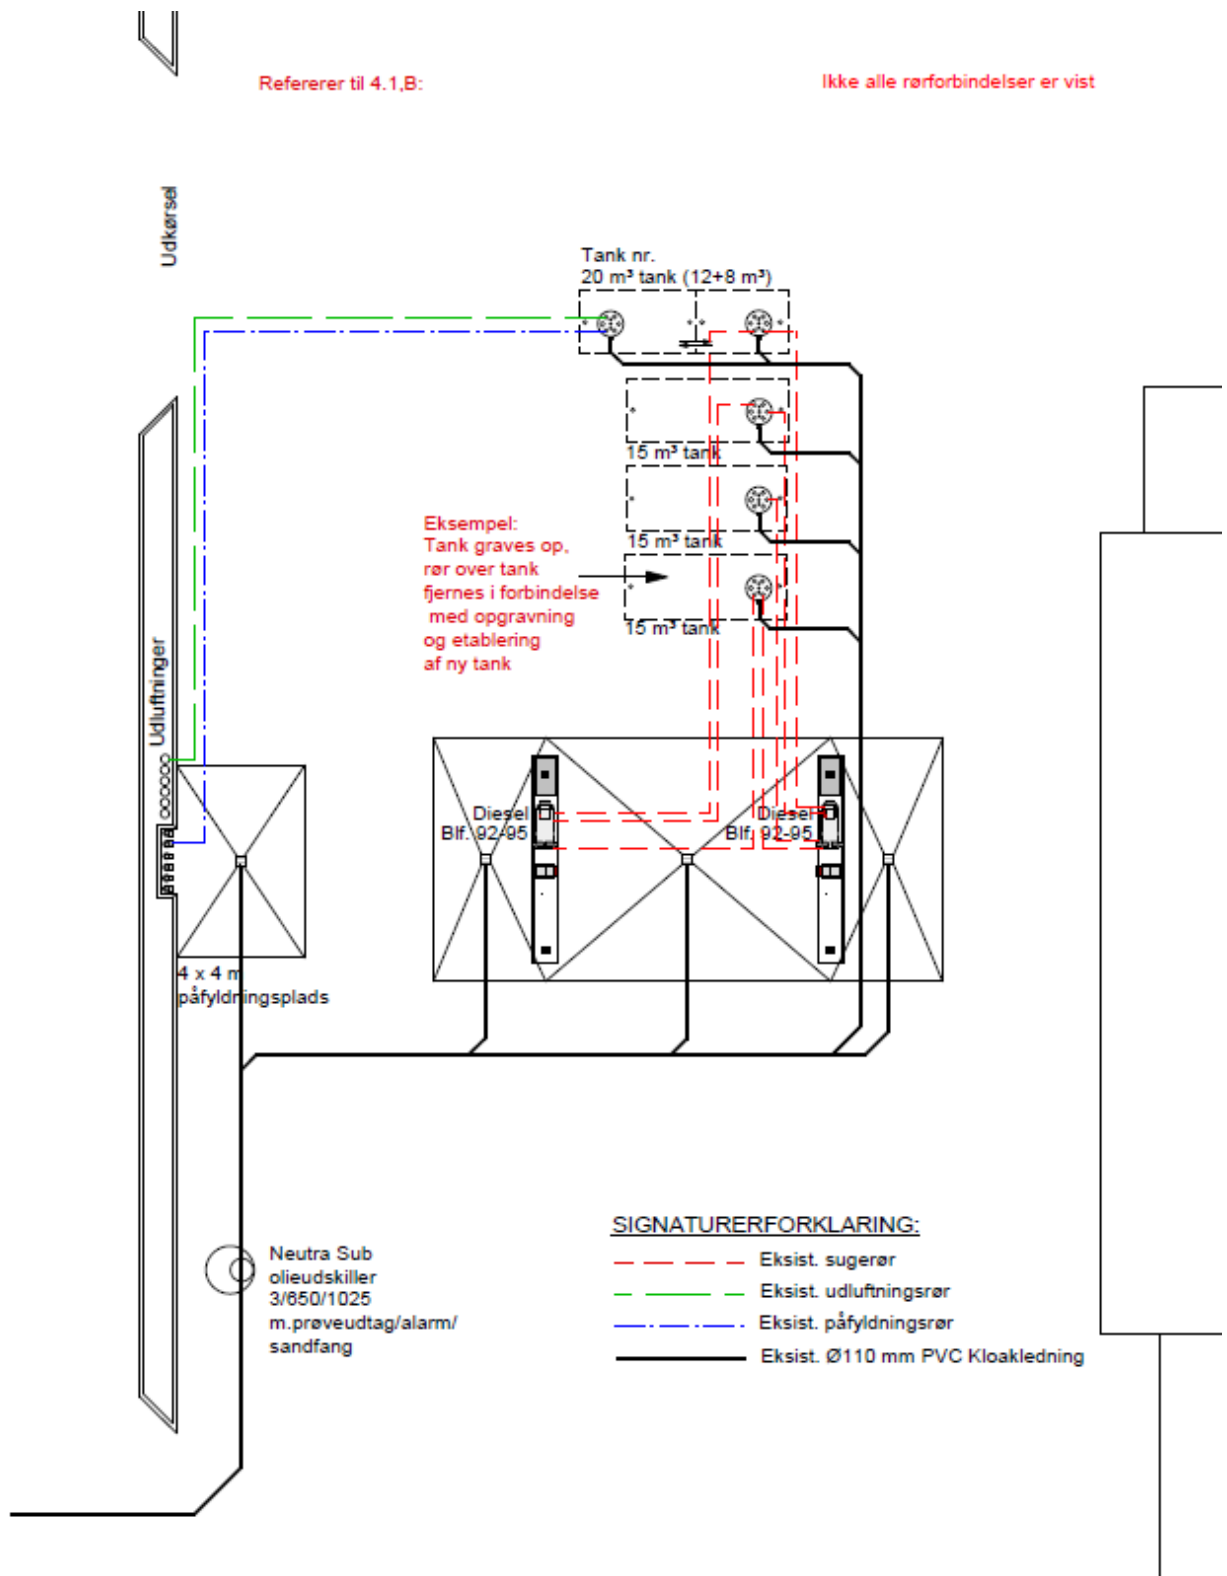 Refererer til 4.1,B:
Ikke alle rørforbindelser er vist
Udkørsel
Tank nr.
20 m³ tank (12+8 m³)
15 m³ tank
15 m³ tank
Eksempel:
Tank graves op,
rør over tank
fjernes i forbindelse
med opgravning
og etablering
af ny tank
15 m³ tank
Udluftninger
Diesel
Blf. 92-95
Diesel
Blf. 92-95
4 x 4 m
påfyldningsplads
Neutra Sub
olieudskiller
3/650/1025
m.prøveudtag/alarm/
sandfang
SIGNATURERFORKLARING:
Eksist. sugerør
Eksist. udluftningsrør
Eksist. påfyldningsrør
Eksist. Ø110 mm PVC Kloakledning